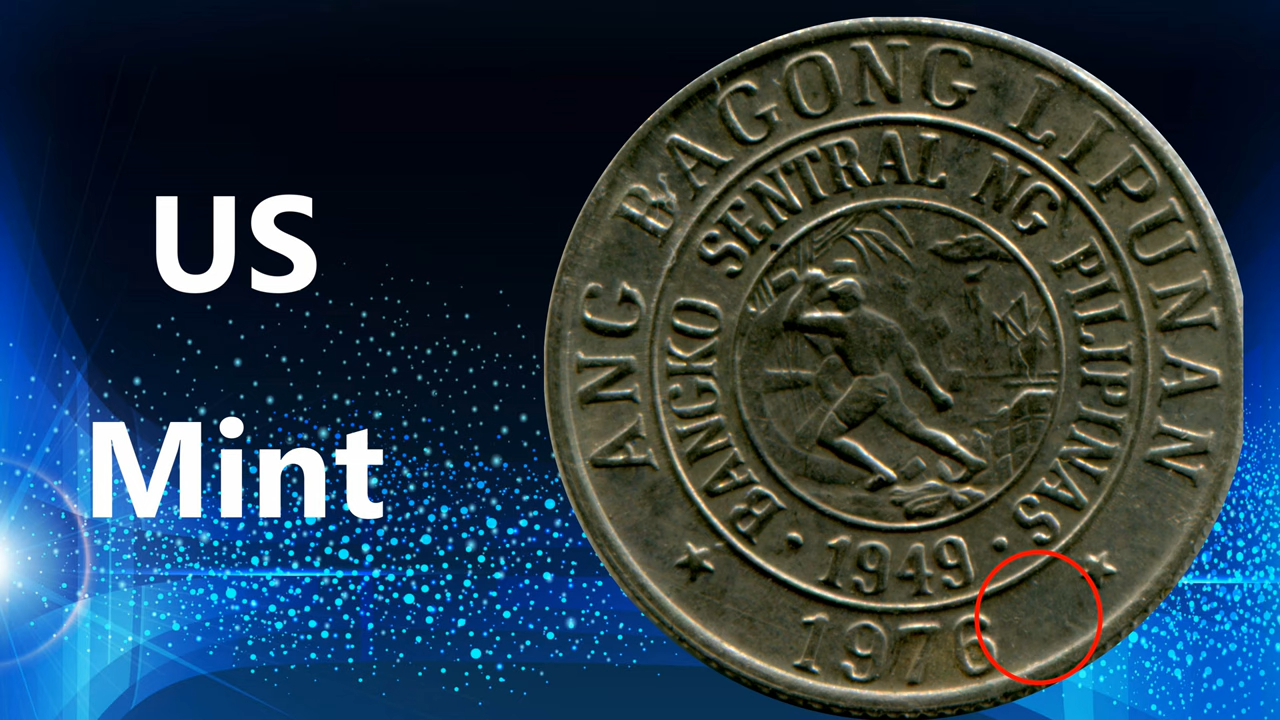 US
Mint
ANG BAGONG LIPUNAN
BANGKO SENTRAL NG PILIPINAS
· 1949 ·
1976